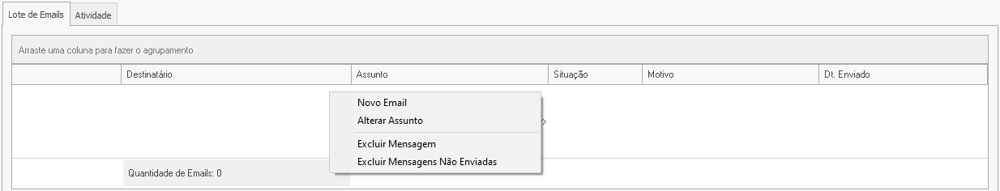 Lote de Emails
Atividade
Arraste uma coluna para fazer o agrupamento
Destinatário
Assunto
Situação
Motivo
Dt. Enviado
Novo Email
Alterar Assunto
Excluir Mensagem
Excluir Mensagens Não Enviadas
Quantidade de Emails: 0